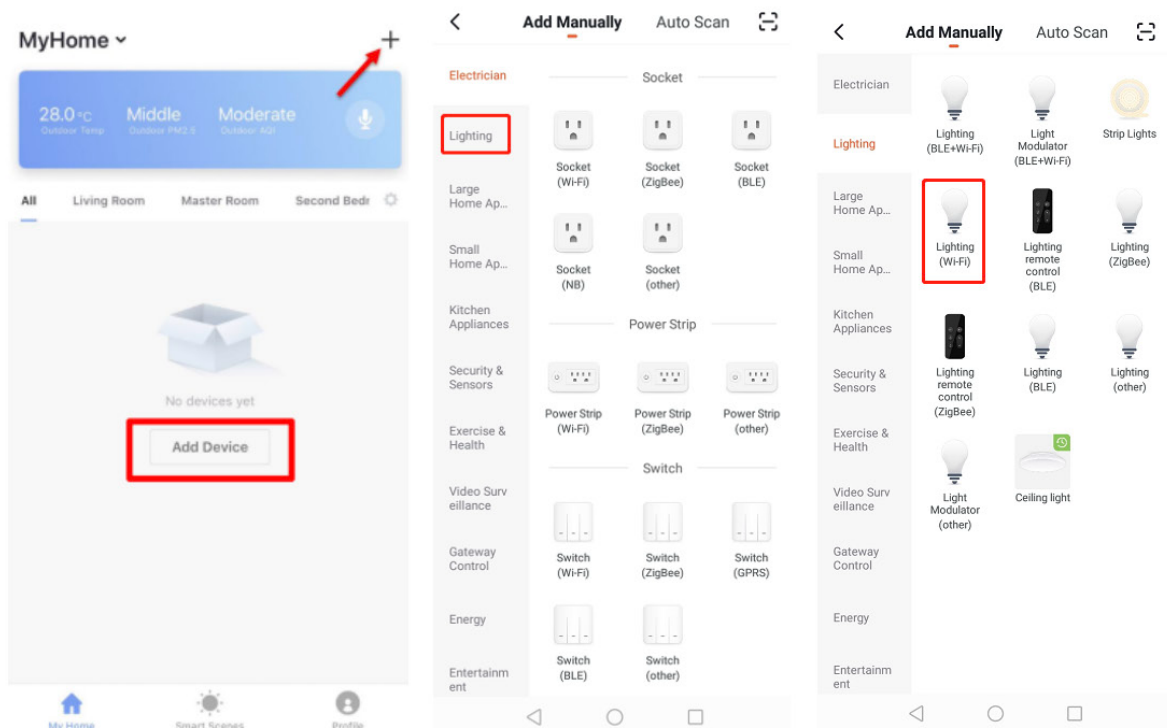 MyHome
28.0 °C
Outdoor Temp
Middle
Outdoor PM2.5
Moderate
Outdoor AQI
All
Living Room
Master Room
Second Bedr
No devices yet
Add Device
My Home
Smart Scenes
Profile
Add Manually
Auto Scan
Electrician
Lighting
Large
Home Ap...
Small
Home Ap...
Kitchen
Appliances
Security &
Sensors
Exercise &
Health
Video Surv
eillance
Gateway
Control
Energy
Entertainm
ent
Socket
Socket
(Wi-Fi)
Socket
(ZigBee)
Socket
(BLE)
Socket
(NB)
Socket
(other)
Power Strip
Power Strip
(Wi-Fi)
Power Strip
(ZigBee)
Power Strip
(other)
Switch
Switch
(Wi-Fi)
Switch
(ZigBee)
Switch
(GPRS)
Switch
(BLE)
Switch
(other)
Add Manually
Auto Scan
Electrician
Lighting
Large
Home Ap...
Small
Home Ap...
Kitchen
Appliances
Security &
Sensors
Exercise &
Health
Video Surv
eillance
Gateway
Control
Energy
Entertainm
ent
Lighting
(BLE+Wi-Fi)
Light
Modulator
(BLE+Wi-Fi)
Strip Lights
Lighting
(Wi-Fi)
Lighting
remote
control
(BLE)
Lighting
(ZigBee)
Lighting
remote
control
(ZigBee)
Lighting
(BLE)
Lighting
(other)
Light
Modulator
(other)
Ceiling light